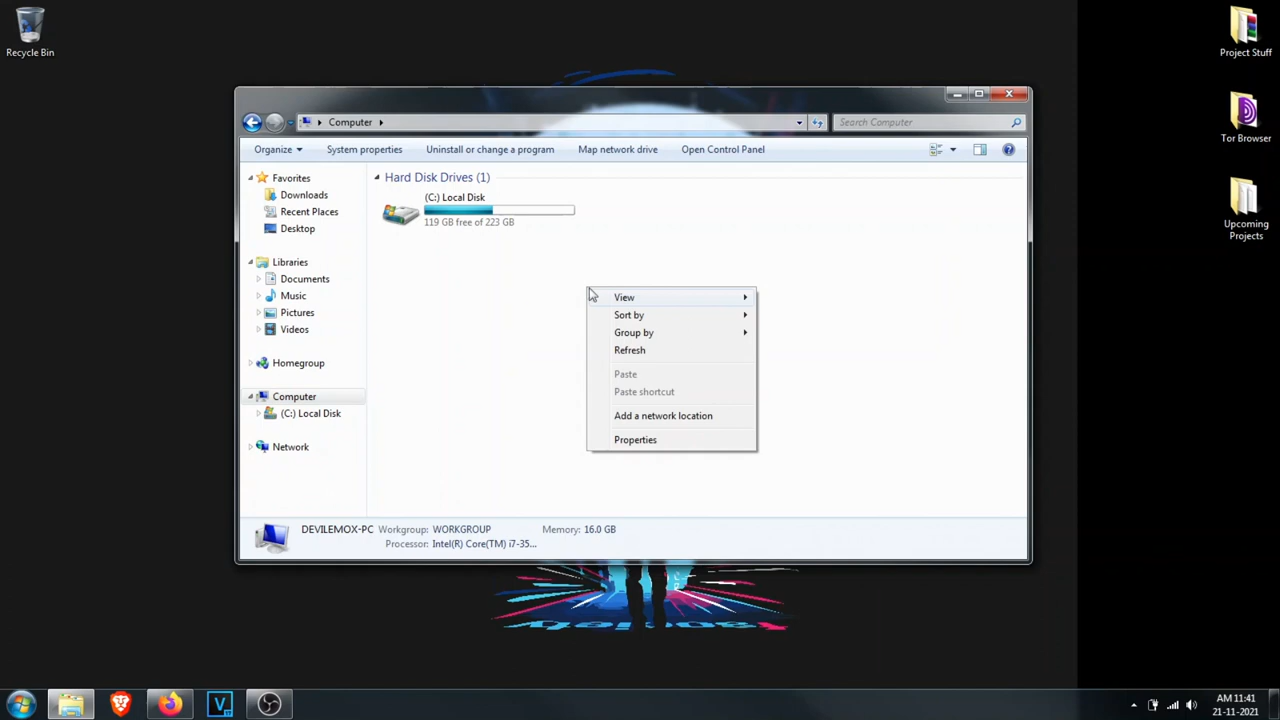 Recycle Bin
Project Stuff
Tor Browser
Upcoming
Projects
Computer
Search Computer
Organize
System properties
Uninstall or change a program
Map network drive
Open Control Panel
Favorites
Downloads
Recent Places
Desktop
Libraries
Documents
Music
Pictures
Videos
Homegroup
Computer
(C:) Local Disk
Network
Hard Disk Drives (1)
(C:) Local Disk
119 GB free of 223 GB
View
Sort by
Group by
Refresh
Paste
Paste shortcut
Add a network location
Properties
DEVILEMOX-PC Workgroup: WORKGROUP Memory: 16.0 GB
Processor: Intel(R) Core(TM) i7-35...
V
AM 11:41
21-11-2021